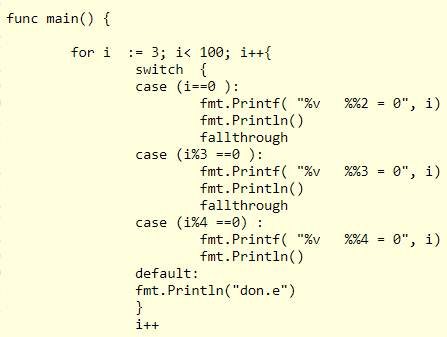 func main() {
for i := 3; i< 100; i++{
switch {
case (i==0 ):
fmt.Printf( "%v %%2 = 0", i)
fmt.Println()
fallthrough
case (i%3 ==0 ):
fmt.Printf( "%v %%3 = 0", i)
fmt.Println()
fallthrough
case (i%4 ==0) :
fmt.Printf( "%v %%4 = 0", i)
fmt.Println()
default:
fmt.Println("don.e")
}
i++